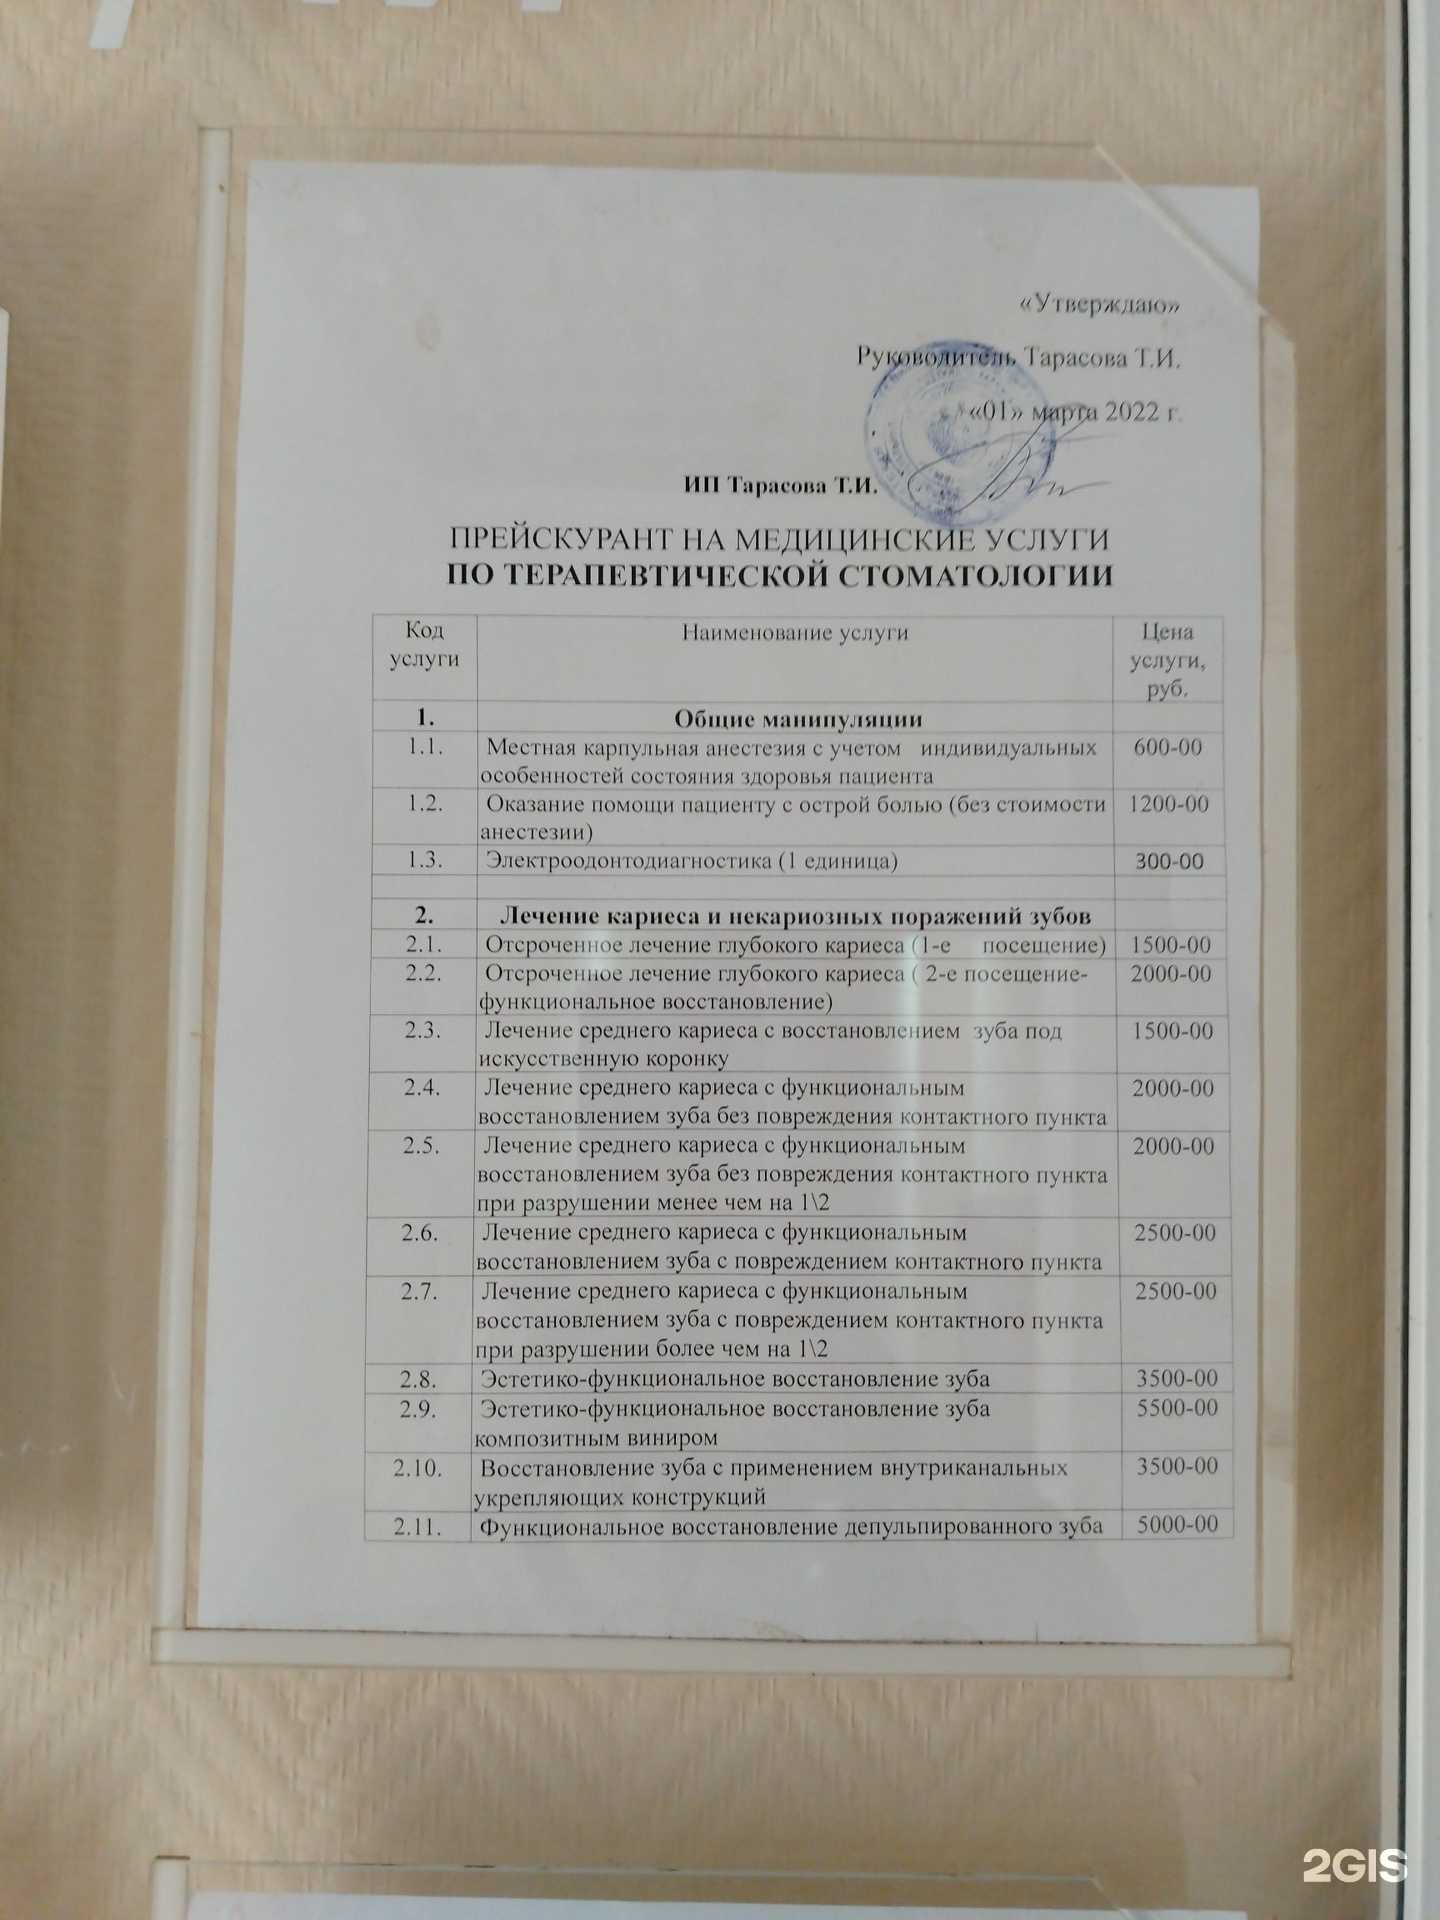 «Утверждаю»
Руководитель Тарасова Т.И.
«01» марта 2022 г.
ИП Тарасова Т.И.
ПРЕЙСКУРАНТ НА МЕДИЦИНСКИЕ УСЛУГИ
ПО ТЕРАПЕВТИЧЕСКОЙ СТОМАТОЛОГИИ
Код услуги Наименование услуги Цена услуги, руб.
1. Общие манипуляции
1.1. Местная карпульная анестезия с учетом индивидуальных 600-00
особенностей состояния здоровья пациента
1.2. Оказание помощи пациенту с острой болью (без стоимости 1200-00
анестезии)
1.3. Электроодонтодиагностика (1 единица) 300-00
2. Лечение кариеса и некариозных поражений зубов
2.1. Отсроченное лечение глубокого кариеса (1-е посещение) 1500-00
2.2. Отсроченное лечение глубокого кариеса ( 2-е посещение- 2000-00
функциональное восстановление)
2.3. Лечение среднего кариеса с восстановлением зуба под 1500-00
искусственную коронку
2.4. Лечение среднего кариеса с функциональным 2000-00
восстановлением зуба без повреждения контактного пункта
2.5. Лечение среднего кариеса с функциональным 2000-00
восстановлением зуба без повреждения контактного пункта
при разрушении менее чем на 1\2
2.6. Лечение среднего кариеса с функциональным 2500-00
восстановлением зуба с повреждением контактного пункта
2.7. Лечение среднего кариеса с функциональным 2500-00
восстановлением зуба с повреждением контактного пункта
при разрушении более чем на 1\2
2.8. Эстетико-функциональное восстановление зуба 3500-00
2.9. Эстетико-функциональное восстановление зуба 5500-00
композитным виниром
2.10. Восстановление зуба с применением внутриканальных 3500-00
укрепляющих конструкций
2.11. Функциональное восстановление депульпированного зуба 5000-00
2GIS